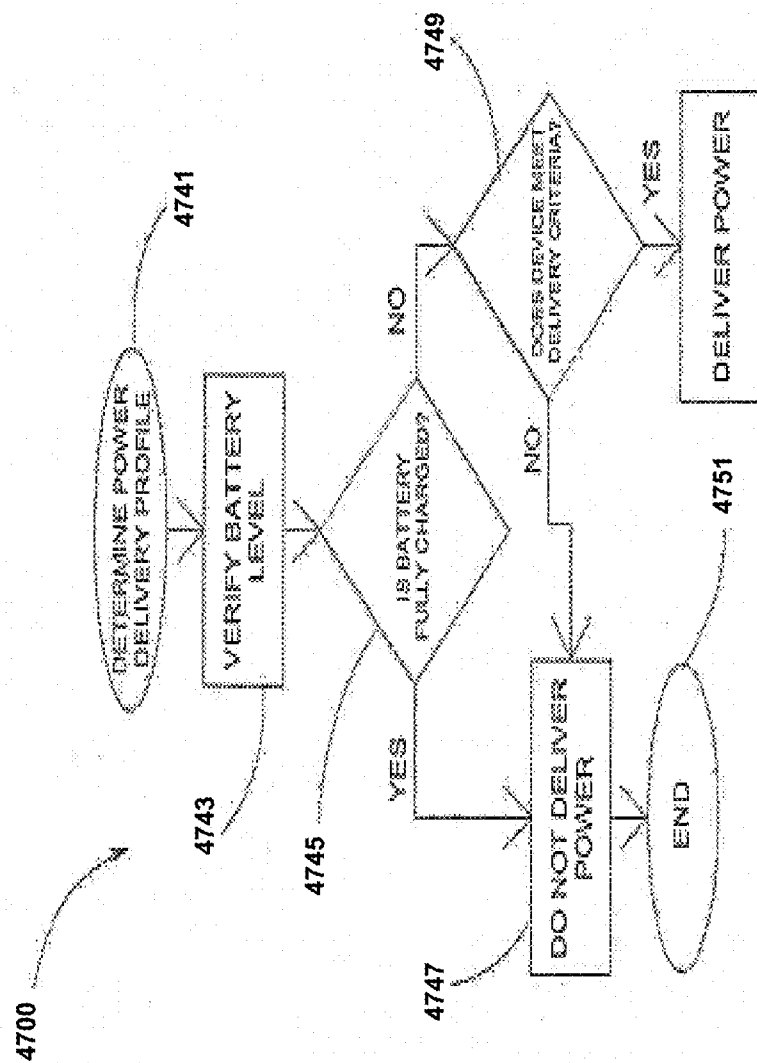 4700
4741
DETERMINE POWER
DELIVERY PROFILE
4743
VERIFY BATTERY
LEVEL
4745
IS BATTERY
FULLY CHARGED?
YES
NO
4749
DOES DEVICE MEET
DELIVERY CRITERIA?
NO
YES
4747
DO NOT DELIVER
POWER
DELIVER POWER
4751
END